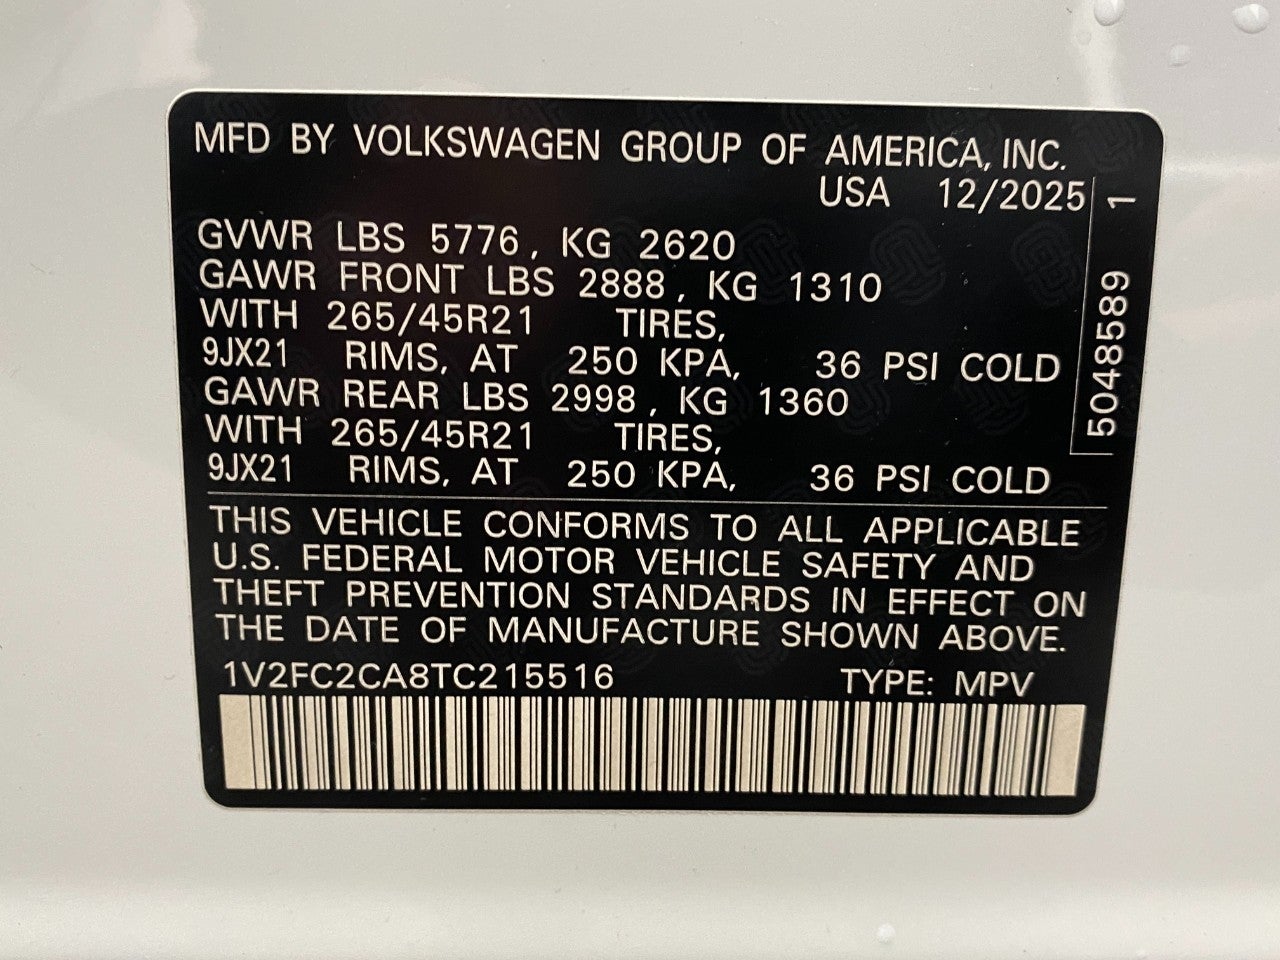 MFD BY VOLKSWAGEN GROUP OF AMERICA, INC.
USA 12/2025
GVWR LBS 5776, KG 2620
GAWR FRONT LBS 2888, KG 1310
WITH 265/45R21 TIRES,
9JX21 RIMS, AT 250 KPA, 36 PSI COLD
GAWR REAR LBS 2998, KG 1360
WITH 265/45R21 TIRES,
9JX21 RIMS, AT 250 KPA, 36 PSI COLD
THIS VEHICLE CONFORMS TO ALL APPLICABLE
U.S. FEDERAL MOTOR VEHICLE SAFETY AND
THEFT PREVENTION STANDARDS IN EFFECT ON
THE DATE OF MANUFACTURE SHOWN ABOVE.
1V2FC2CA8TC215516 TYPE: MPV
5048589 1